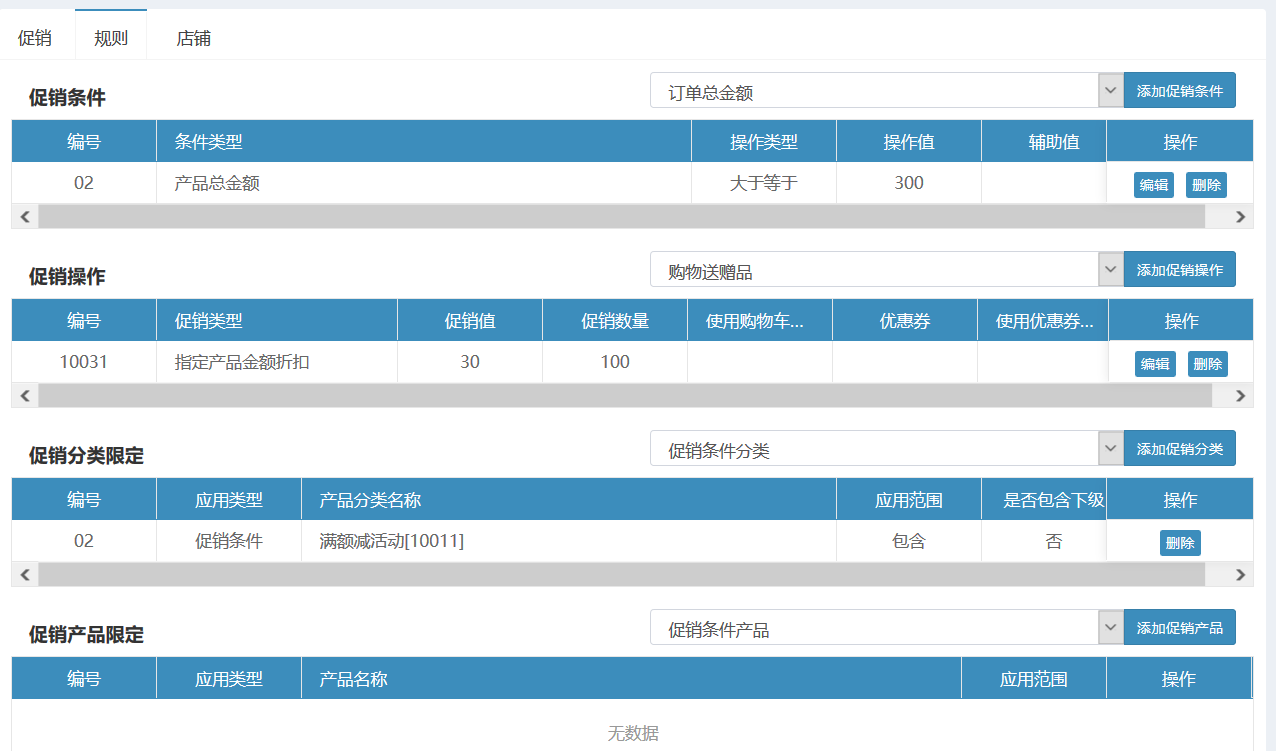 促销 规则 店铺
促销条件 订单总金额 添加促销条件
编号 条件类型 操作类型 操作值 辅助值 操作
02 产品总金额 大于等于 300 编辑 删除
促销操作 购物送赠品 添加促销操作
编号 促销类型 促销值 促销数量 使用购物车... 优惠券 使用优惠券... 操作
10031 指定产品金额折扣 30 100 编辑 删除
促销分类限定 促销条件分类 添加促销分类
编号 应用类型 产品分类名称 应用范围 是否包含下级 操作
02 促销条件 满额减活动[10011] 包含 否 删除
促销产品限定 促销条件产品 添加促销产品
编号 应用类型 产品名称 应用范围 操作
无数据